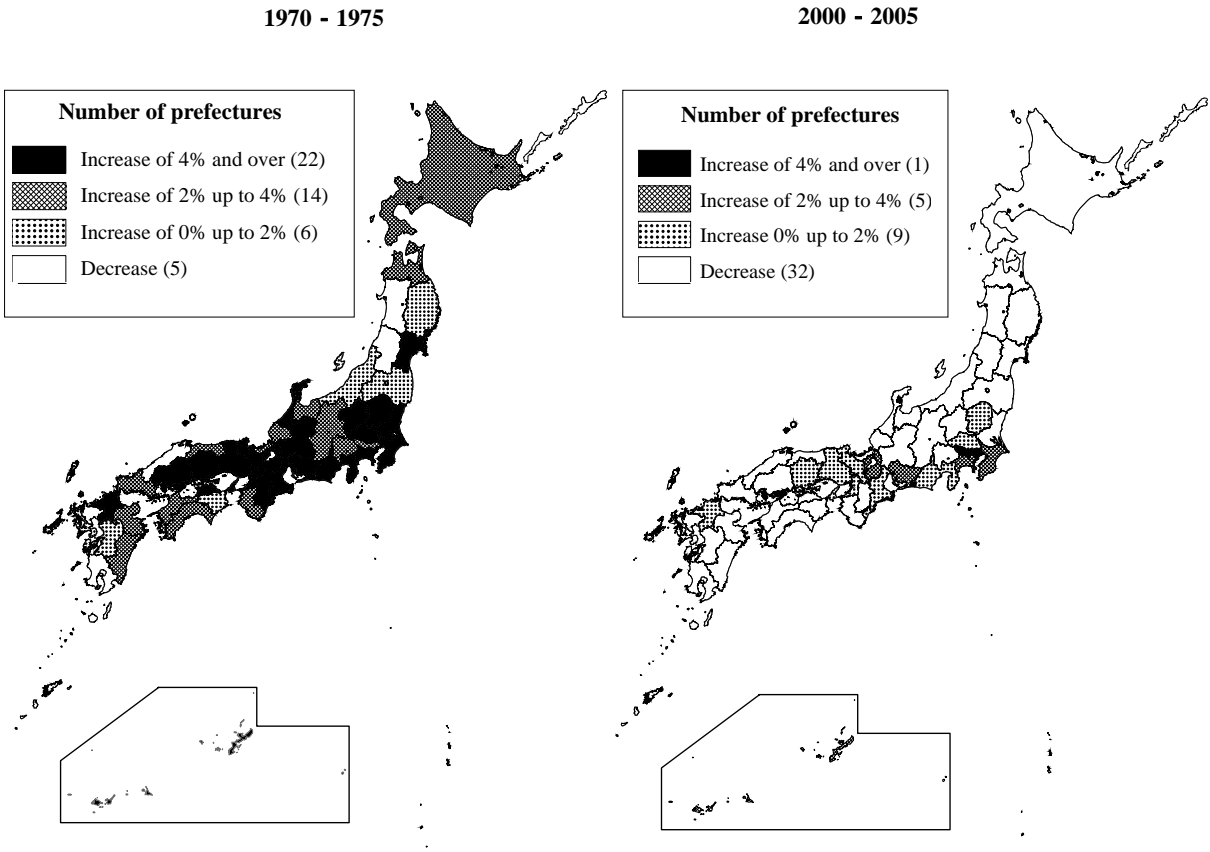 1970 - 1975
2000 - 2005
Number of prefectures
Increase of 4% and over (22)
Increase of 2% up to 4% (14)
Increase of 0% up to 2% (6)
Decrease (5)
Number of prefectures
Increase of 4% and over (1)
Increase of 2% up to 4% (5)
Increase 0% up to 2% (9)
Decrease (32)